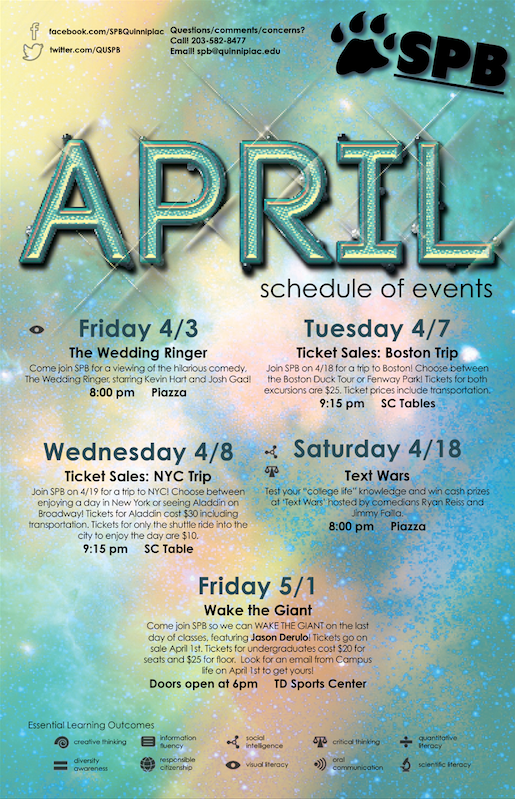 facebook.com/SPBQuinnipiac
twitter.com/QUSPB
Questions/comments/concerns?
Call! 203-582-8477
Email! spb@quinnipiac.edu
SPB
APRIL
schedule of events
Friday 4/3
The Wedding Ringer
Come join SPB for a viewing of the hilarious comedy,
The Wedding Ringer, starring Kevin Hart and Josh Gad!
8:00 pm Piazza
Tuesday 4/7
Ticket Sales: Boston Trip
Join SPB on 4/18 for a trip to Boston! Choose between
the Boston Duck Tour or Fenway Park! Tickets for both
excursions are $25. Ticket prices include transportation.
9:15 pm SC Tables
Wednesday 4/8
Ticket Sales: NYC Trip
Join SPB on 4/19 for a trip to NYC! Choose between
enjoying a day in New York or seeing Aladdin on
Broadway! Tickets for Aladdin cost $30 including
transportation. Tickets for only the shuttle ride into the
city to enjoy the day are $10.
9:15 pm SC Table
Saturday 4/18
Text Wars
Test your "college life" knowledge and win cash prizes
at 'Text Wars' hosted by comedians Ryan Reiss and
Jimmy Failla.
8:00 pm Piazza
Friday 5/1
Wake the Giant
Come join SPB so we can WAKE THE GIANT on the last
day of classes, featuring Jason Derulo! Tickets go on
sale April 1st. Tickets for undergraduates cost $20 for
seats and $25 for floor. Look for an email from Campus
life on April 1st to get yours!
Doors open at 6pm TD Sports Center
Essential Learning Outcomes
creative thinking
information
fluency
social
intelligence
critical thinking
quantitative
literacy
diversity
awareness
responsible
citizenship
visual literacy
oral
communication
scientific literacy